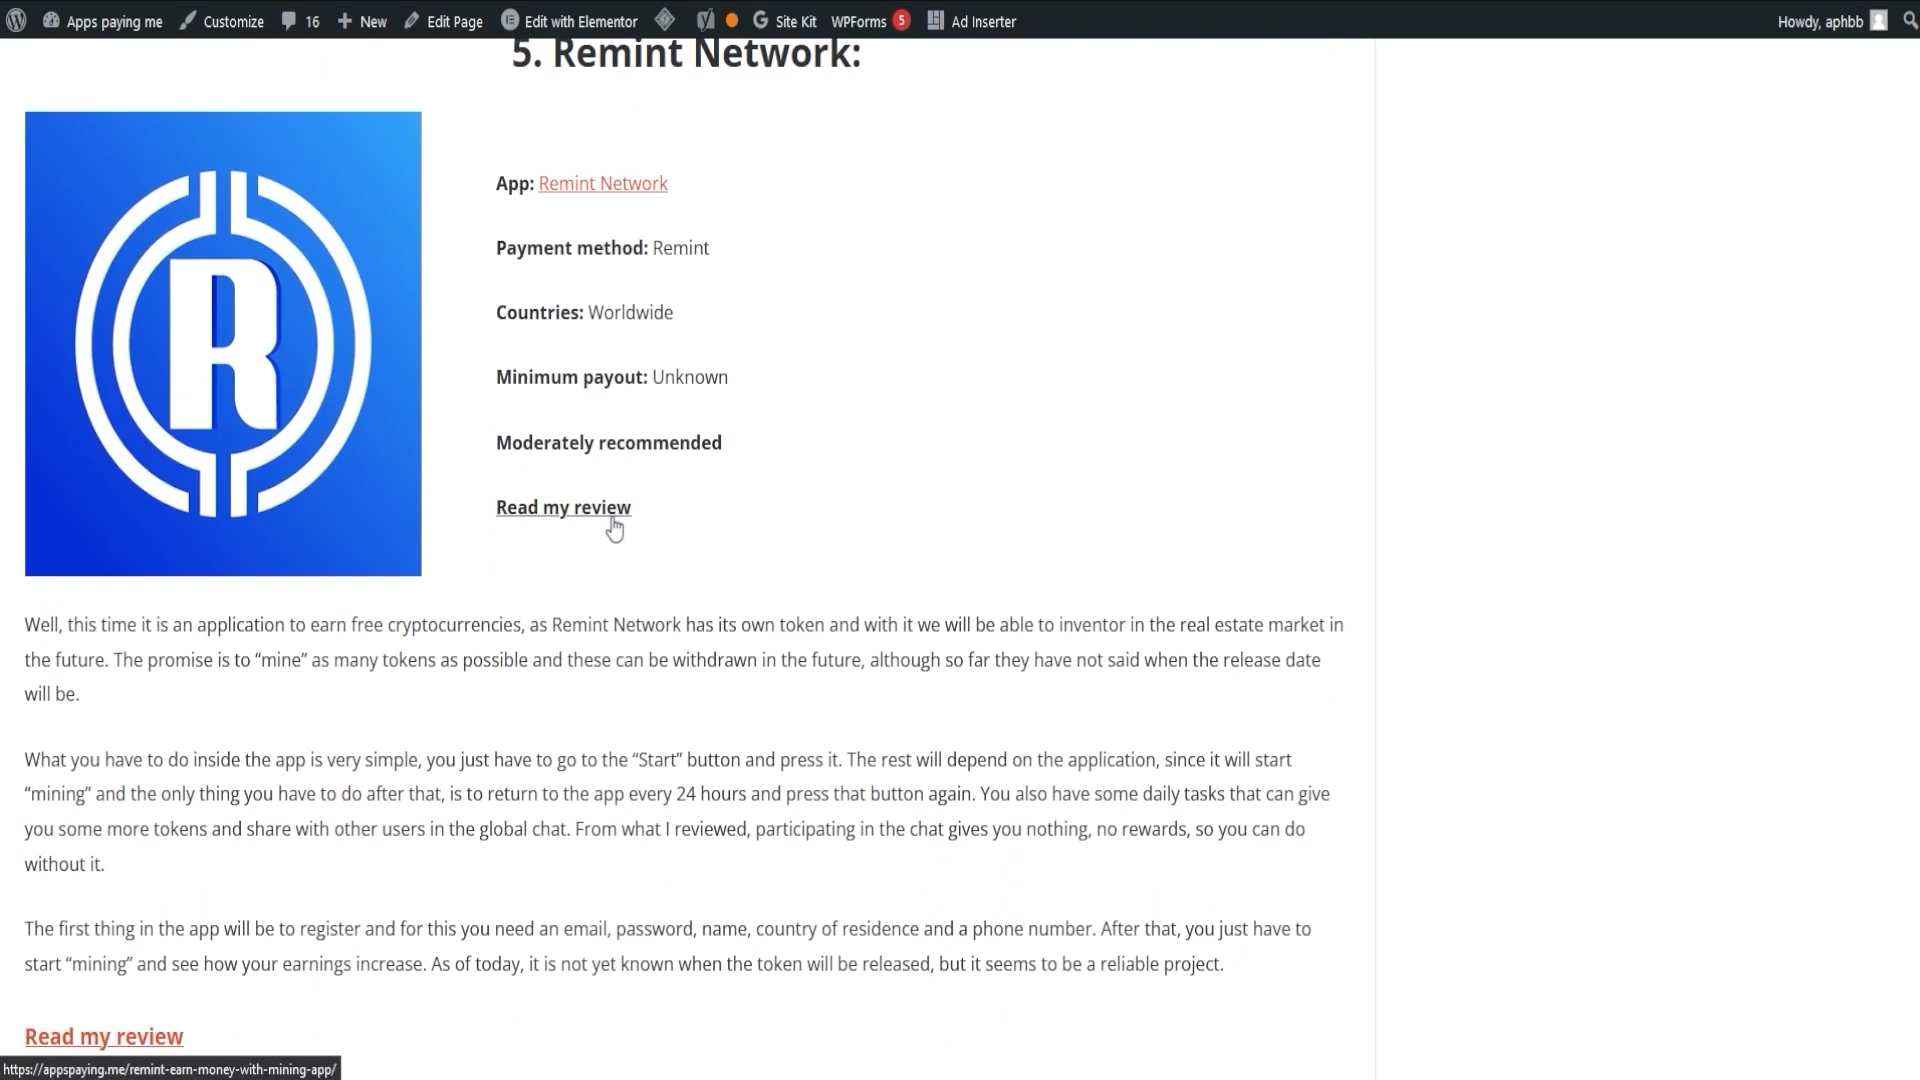 Apps paying me Customize 16 New Edit Page Edit with Elementor Site Kit WPForms 5 Ad Inserter Howdy, aphbb
5. Remint Network:
R
App: Remint Network
Payment method: Remint
Countries: Worldwide
Minimum payout: Unknown
Moderately recommended
Read my review
Well, this time it is an application to earn free cryptocurrencies, as Remint Network has its own token and with it we will be able to inventor in the real estate market in
the future. The promise is to “mine” as many tokens as possible and these can be withdrawn in the future, although so far they have not said when the release date
will be.
What you have to do inside the app is very simple, you just have to go to the “Start” button and press it. The rest will depend on the application, since it will start
“mining” and the only thing you have to do after that, is to return to the app every 24 hours and press that button again. You also have some daily tasks that can give
you some more tokens and share with other users in the global chat. From what I reviewed, participating in the chat gives you nothing, no rewards, so you can do
without it.
The first thing in the app will be to register and for this you need an email, password, name, country of residence and a phone number. After that, you just have to
start “mining” and see how your earnings increase. As of today, it is not yet known when the token will be released, but it seems to be a reliable project.
Read my review
https://appspaying.me/remint-earn-money-with-mining-app/